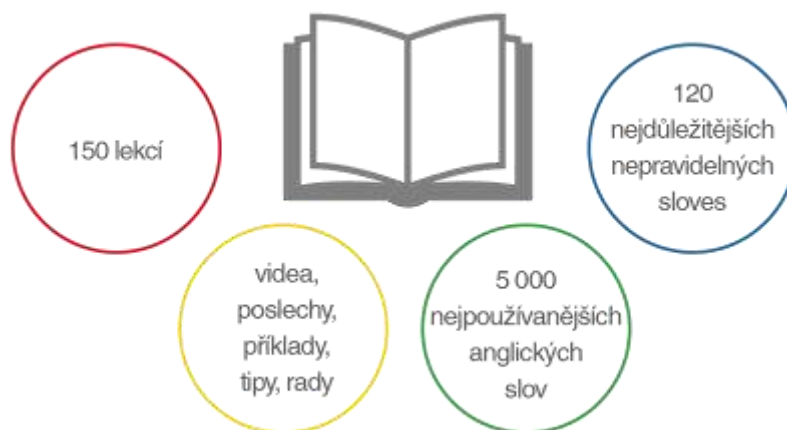 150 lekcí
120
nejdůležitějších
nepravidelných
sloves
videa,
poslechy,
příklady,
tipy, rady
5 000
nejpoužívanějších
anglických
slov